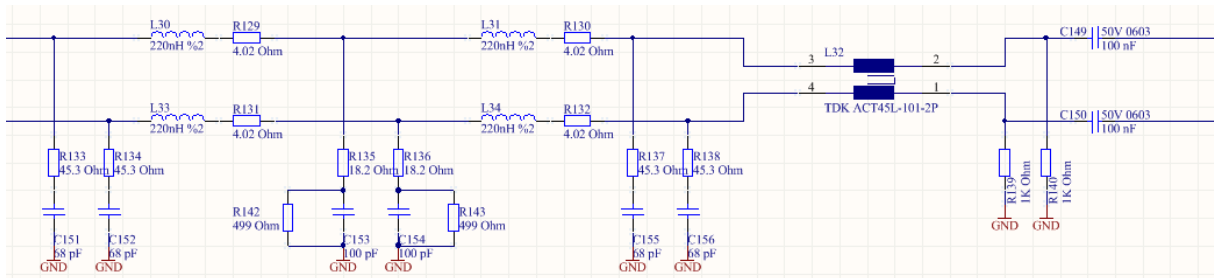 L30
R129
220nH %2
4.02 Ohm
L31
R130
220nH %2
4.02 Ohm
L32
3
2
4
1
TDK ACT45L-101-2P
C149
50V 0603
100 nF
L33
R131
220nH %2
4.02 Ohm
L34
R132
220nH %2
4.02 Ohm
C150
50V 0603
100 nF
R133
45.3 Ohm
R134
45.3 Ohm
R135
18.2 Ohm
R136
18.2 Ohm
R137
45.3 Ohm
R138
45.3 Ohm
R139
1K Ohm
R140
1K Ohm
R142
499 Ohm
R143
499 Ohm
C151
68 pF
C152
68 pF
C153
100 pF
C154
100 pF
C155
68 pF
C156
68 pF
GND
GND
GND
GND
GND
GND
GND
GND